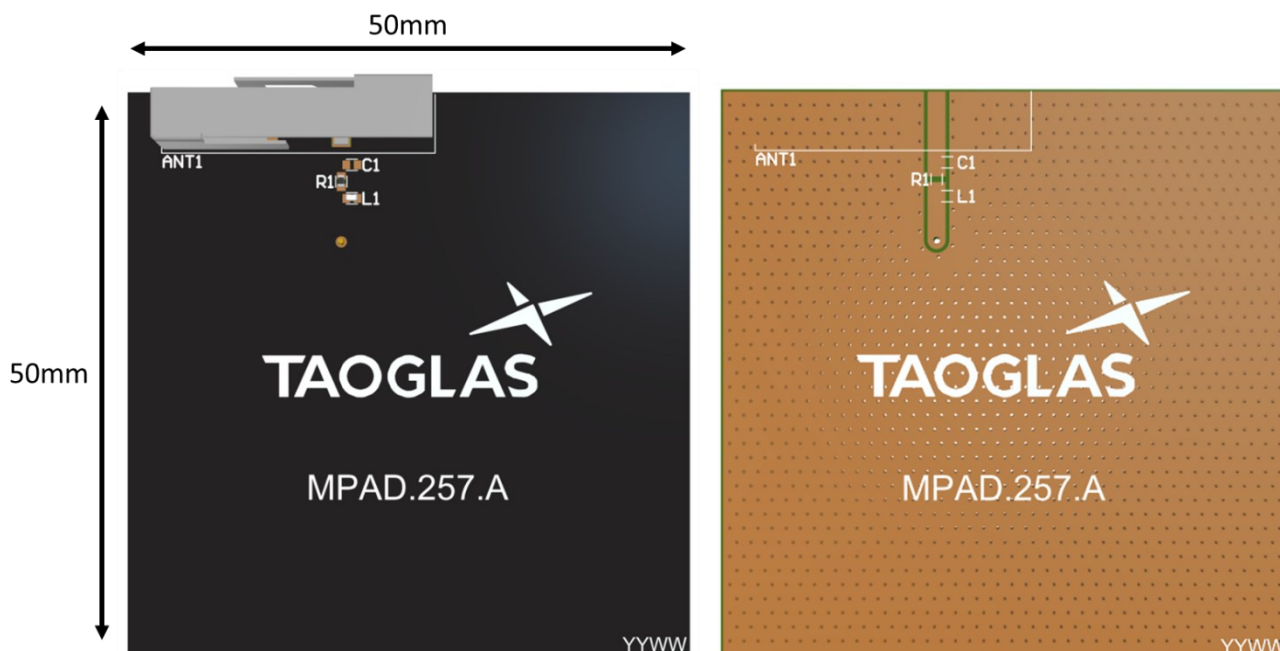 50mm
50mm
ANT1
C1
R1
L1
TAOGLAS
MPAD.257.A
YYWW
ANT1
C1
R1
L1
TAOGLAS
MPAD.257.A
YYWW